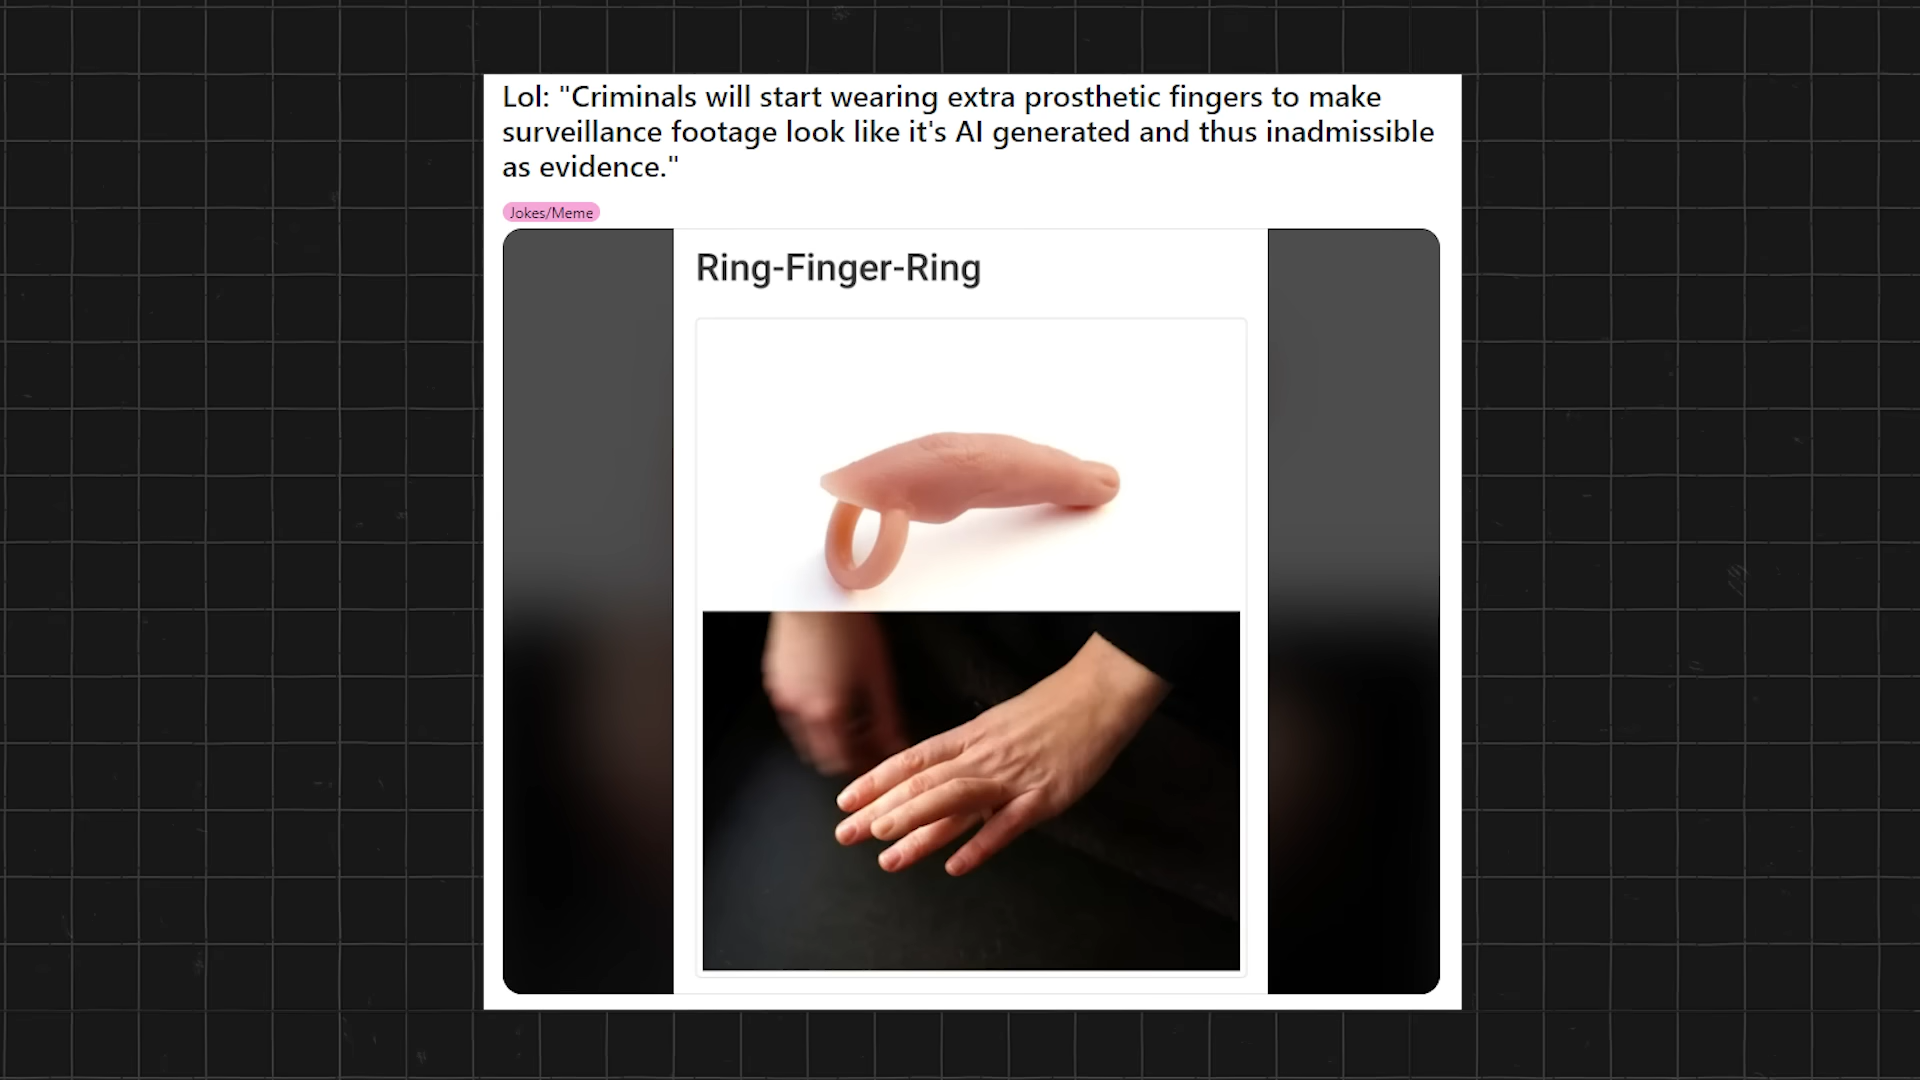 Lol: "Criminals will start wearing extra prosthetic fingers to make
surveillance footage look like it's AI generated and thus inadmissible
as evidence."
Jokes/Meme
Ring-Finger-Ring